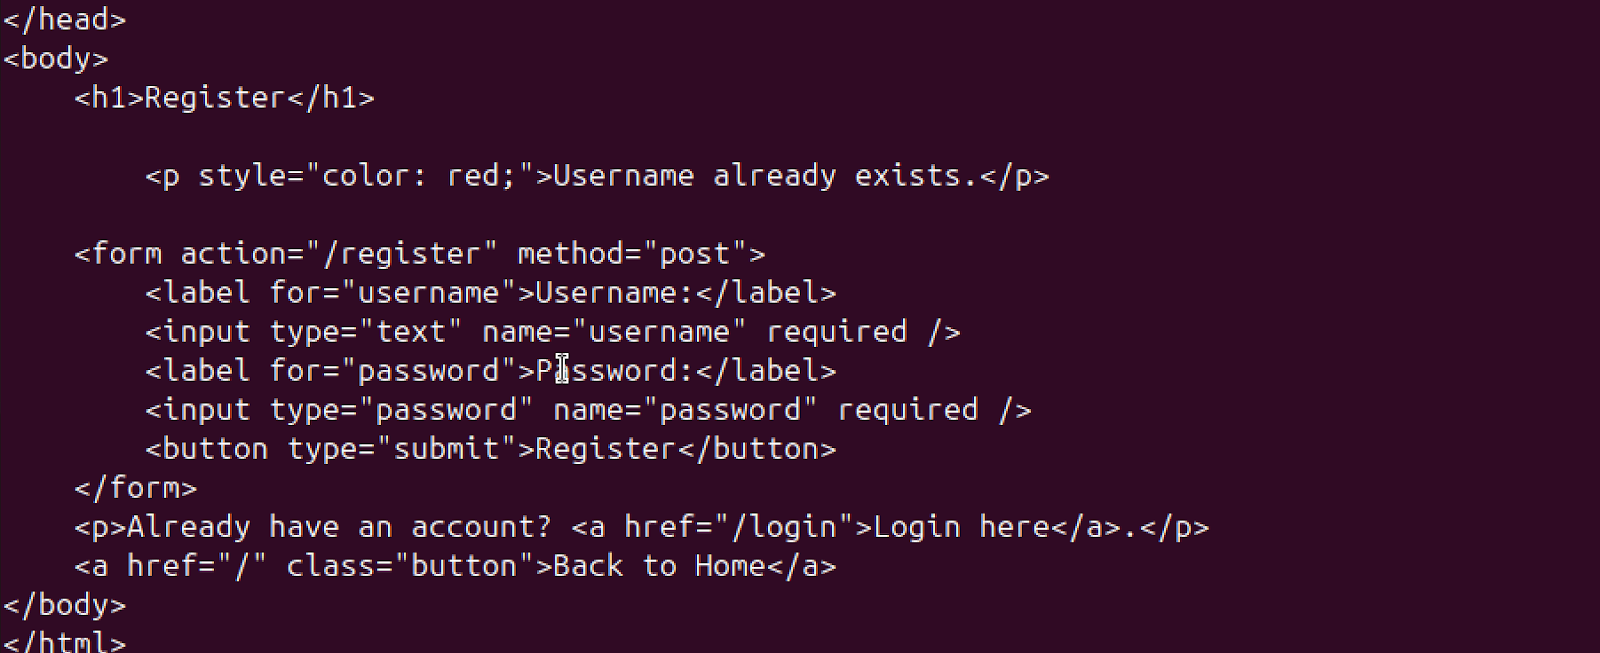 </head>
<body>
    <h1>Register</h1>
        <p style="color: red;">Username already exists.</p>
    <form action="/register" method="post">
        <label for="username">Username:</label>
        <input type="text" name="username" required />
        <label for="password">Password:</label>
        <input type="password" name="password" required />
        <button type="submit">Register</button>
    </form>
    <p>Already have an account? <a href="/login">Login here</a>.</p>
    <a href="/" class="button">Back to Home</a>
</body>
</html>